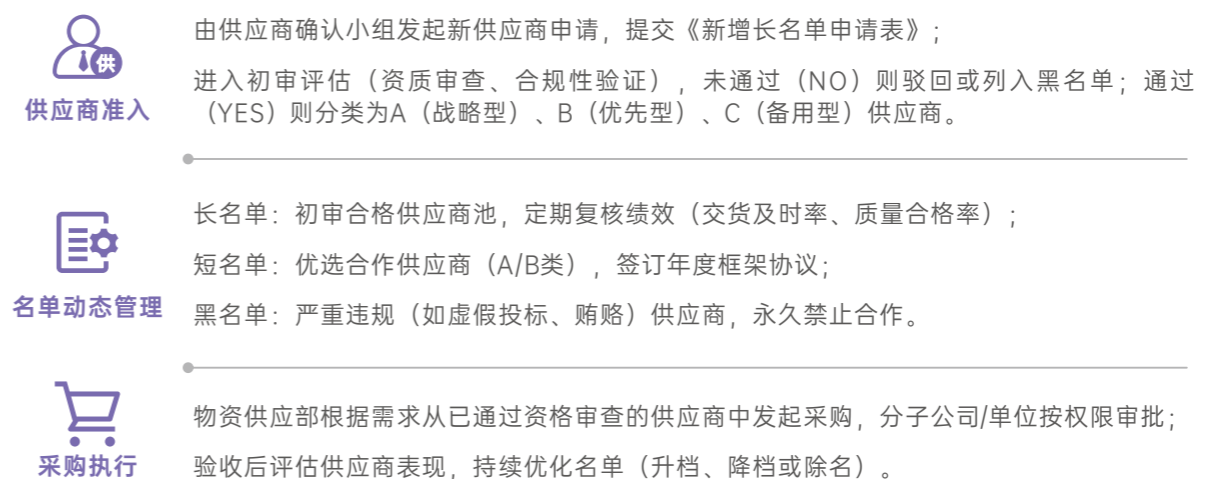 由供应商确认小组发起新供应商申请，提交《新增长名单申请表》；
供
供应商准入
进入初审评估（资质审查、合规性验证），未通过（NO）则驳回或列入黑名单；通过
（YES）则分类为A（战略型）、B（优先型）、C（备用型）供应商。
长名单：初审合格供应商池，定期复核绩效（交货及时率、质量合格率）；
短名单：优选合作供应商（A/B类），签订年度框架协议；
名单动态管理
黑名单：严重违规（如虚假投标、贿赂）供应商，永久禁止合作。
物资供应部根据需求从已通过资格审查的供应商中发起采购，分子公司/单位按权限审批；
采购执行
验收后评估供应商表现，持续优化名单（升档、降档或除名）。